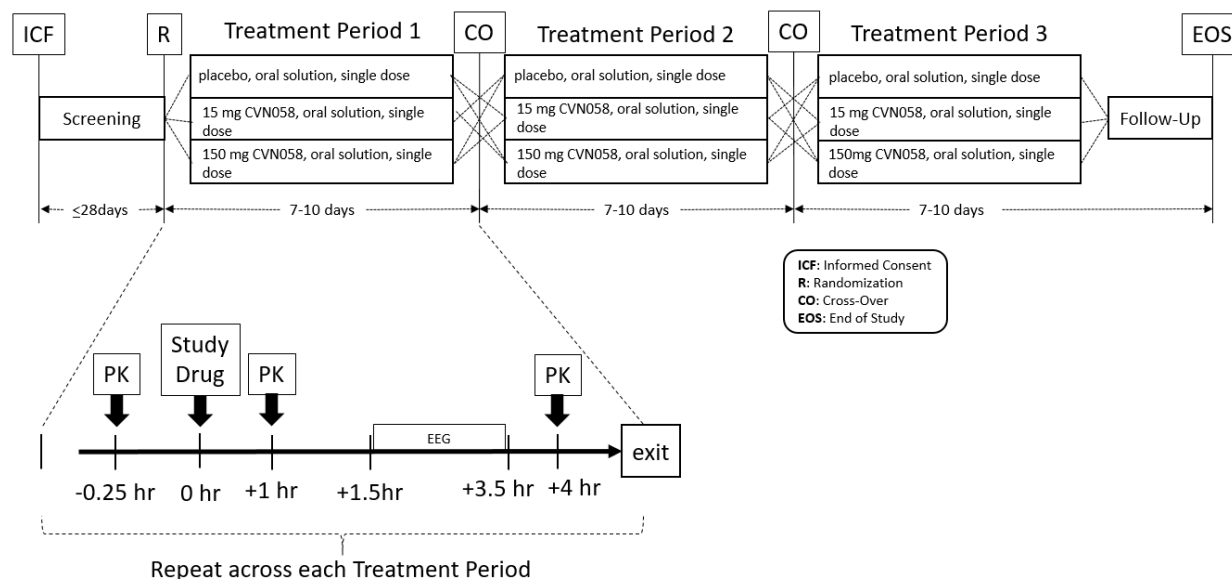 ICF
R
Treatment Period 1
CO
Treatment Period 2
CO
Treatment Period 3
EOS
Screening
placebo, oral solution, single dose
15 mg CVN058, oral solution, single
dose
150 mg CVN058, oral solution, single
dose
placebo, oral solution, single dose
15 mg CVN058, oral solution, single
dose
150 mg CVN058, oral solution, single
dose
placebo, oral solution, single dose
15 mg CVN058, oral solution, single
dose
150mg CVN058, oral solution, single
dose
Follow-Up
≤28days
7-10 days
7-10 days
7-10 days
ICF: Informed Consent
R: Randomization
CO: Cross-Over
EOS: End of Study
PK
Study
Drug
PK
PK
EEG
exit
-0.25 hr
0 hr
+1 hr
+1.5hr
+3.5 hr
+4 hr
Repeat across each Treatment Period